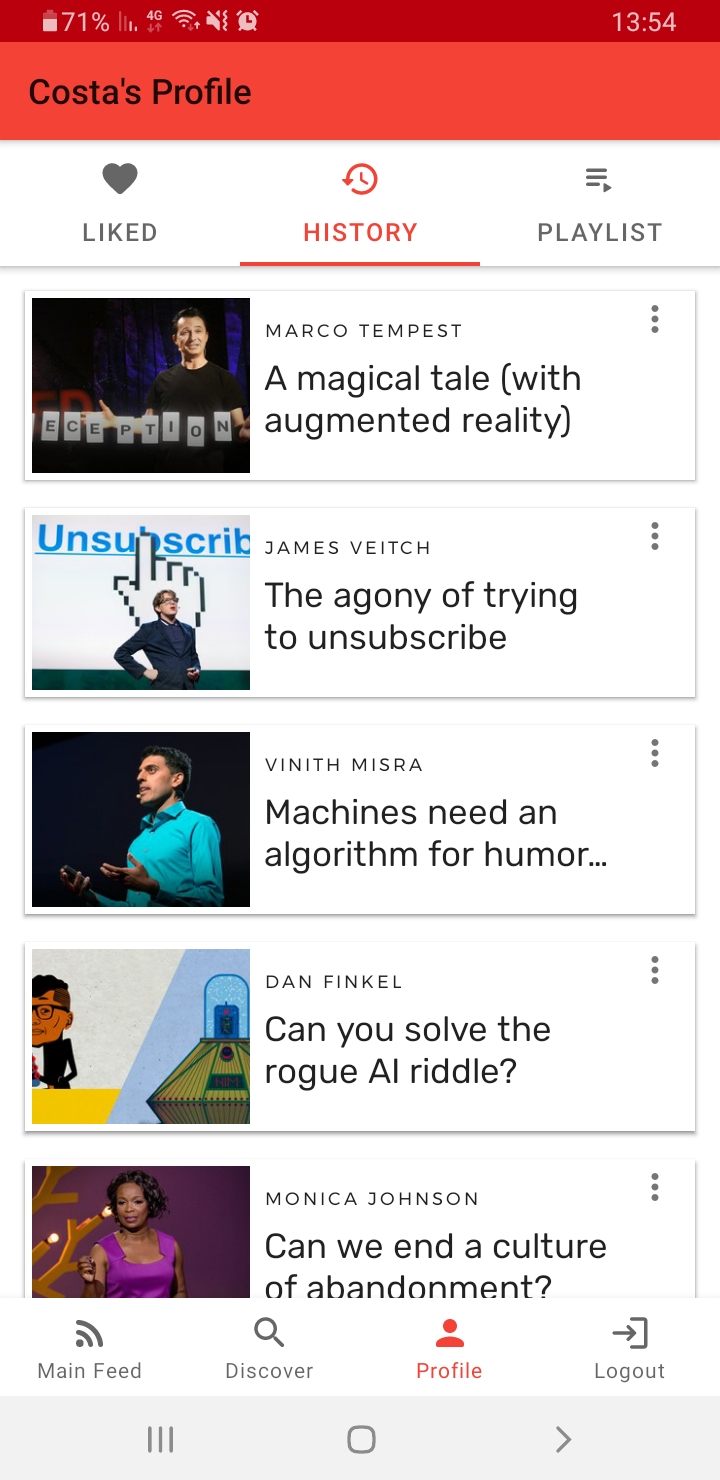 71% 4G 13:54
Costa's Profile
LIKED HISTORY PLAYLIST
MARCO TEMPEST
A magical tale (with
augmented reality)
ECEPTION
JAMES VEITCH
The agony of trying
to unsubscribe
Unsubscrib
VINITH MISRA
Machines need an
algorithm for humor...
DAN FINKEL
Can you solve the
rogue AI riddle?
NIM
MONICA JOHNSON
Can we end a culture
of abandonment?
Main Feed Discover Profile Logout